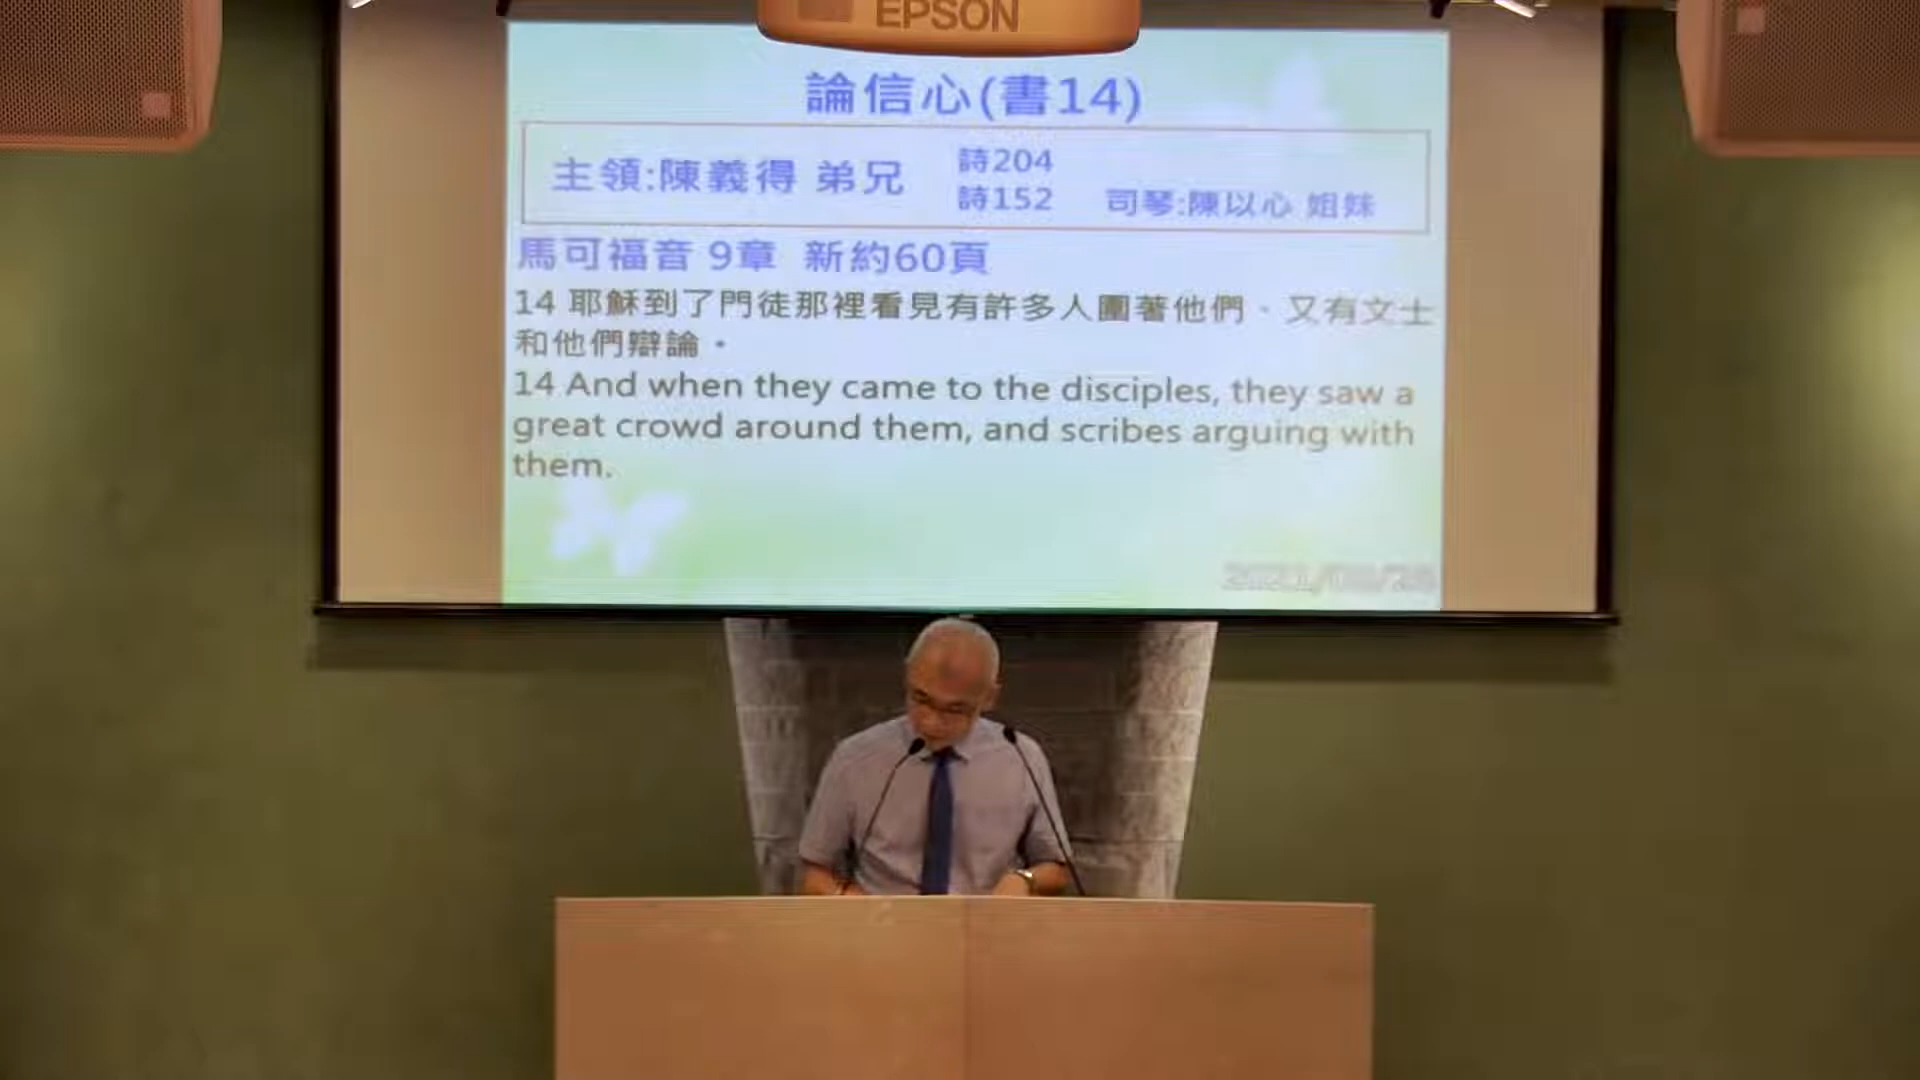 EPSON
論信心(書14)
主領:陳義得 弟兄
詩204
詩152
司琴:陳以心 姐妹
馬可福音 9章 新約60頁
14 耶穌到了門徒那裡看見有許多人圍著他們、又有文士
和他們辯論。
14 And when they came to the disciples, they saw a
great crowd around them, and scribes arguing with
them.